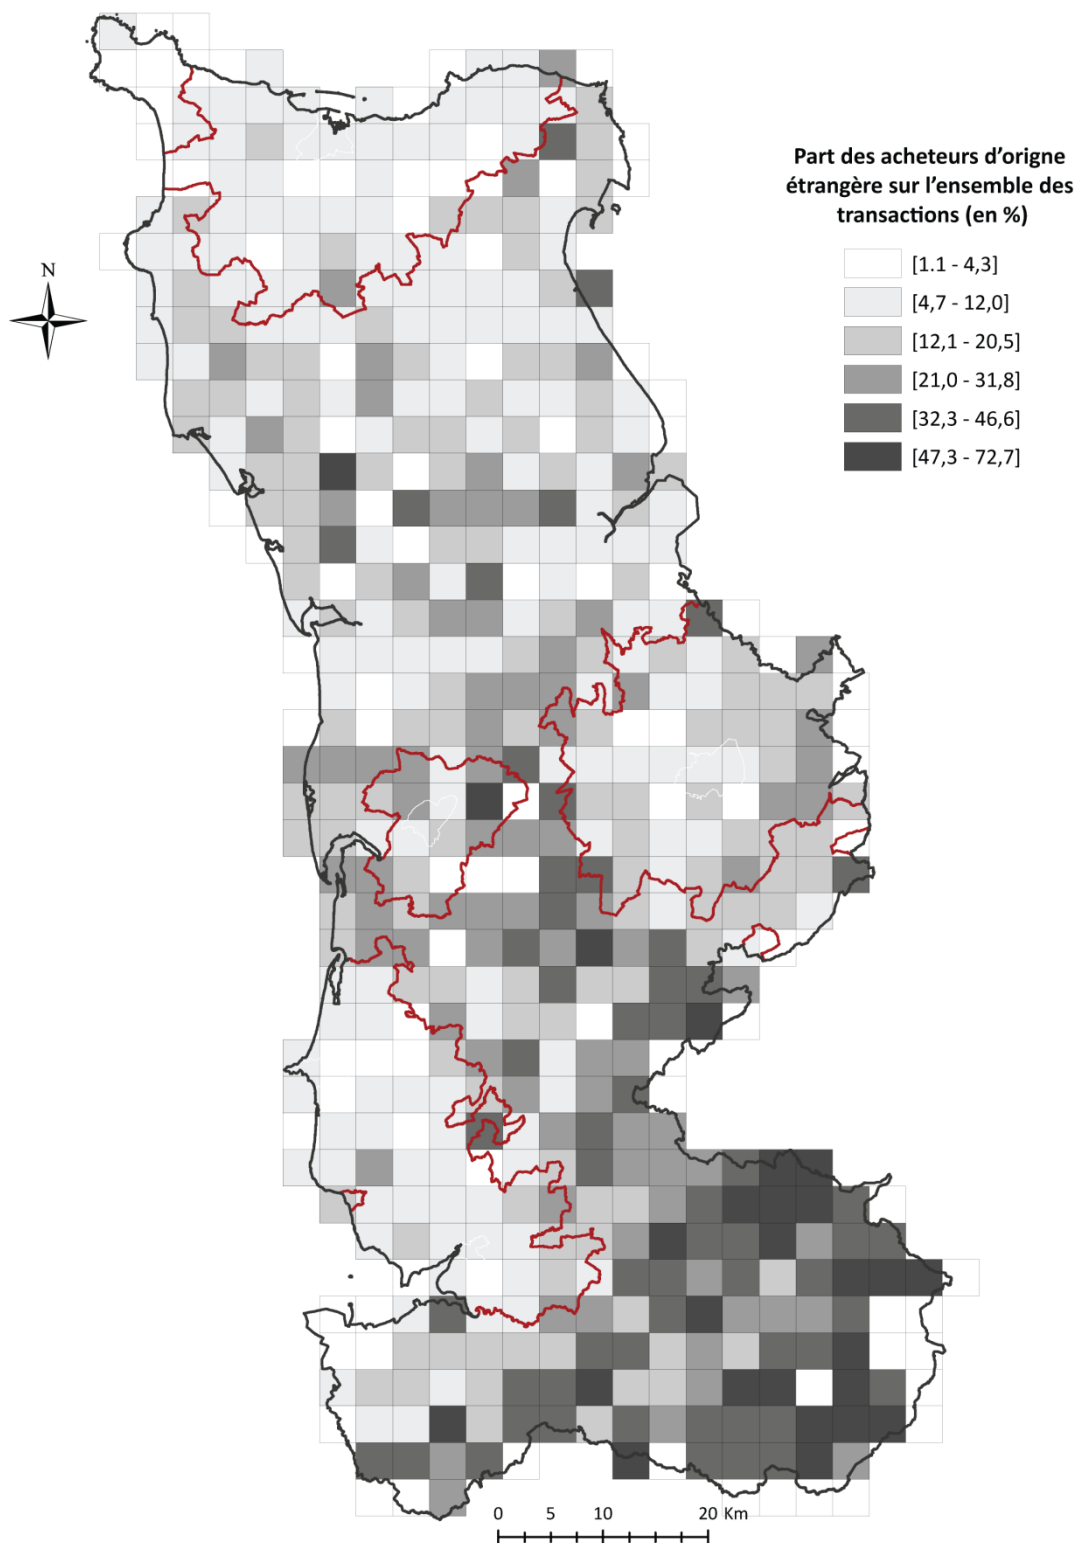 Part des acheteurs d'origne
étrangère sur l'ensemble des
transactions (en %)
[1.1 - 4,3]
N
[4,7 - 12,0]
[12,1 - 20,5]
[21,0 - 31,8]
[32,3 - 46,6]
[47,3 - 72,7]
0 5 10 20 Km